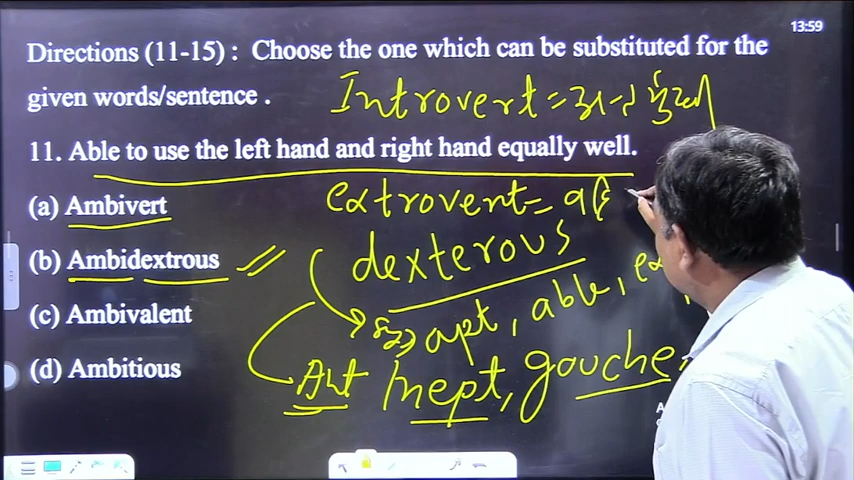 13:59
Directions (11-15) : Choose the one which can be substituted for the
given words/sentence .
Introvert =
11. Able to use the left hand and right hand equally well.
(a) Ambivert
extrovert =
(b) Ambidextrous
dexterous
(c) Ambivalent
apt, able,
(d) Ambitious
Ant Inept, gauche